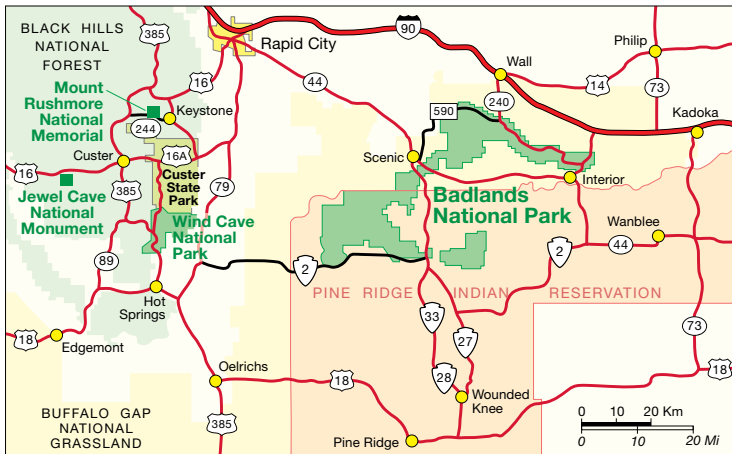 BLACK HILLS
NATIONAL
FOREST
385
Rapid City
90
Philip
Wall
16
44
14
73
Mount
Rushmore
National
Memorial
Keystone
244
590
240
Kadoka
Custer
16A
Scenic
16
Custer
State
Park
385
79
Interior
Jewel Cave
National
Monument
Wind Cave
National
Park
Badlands
National Park
Wanblee
44
89
2
2
PINE RIDGE INDIAN RESERVATION
Hot
Springs
33
27
73
18
Edgemont
Oelrichs
18
28
18
Wounded
Knee
BUFFALO GAP
NATIONAL
GRASSLAND
385
Pine Ridge
0 10 20 Km
0 10 20 Mi